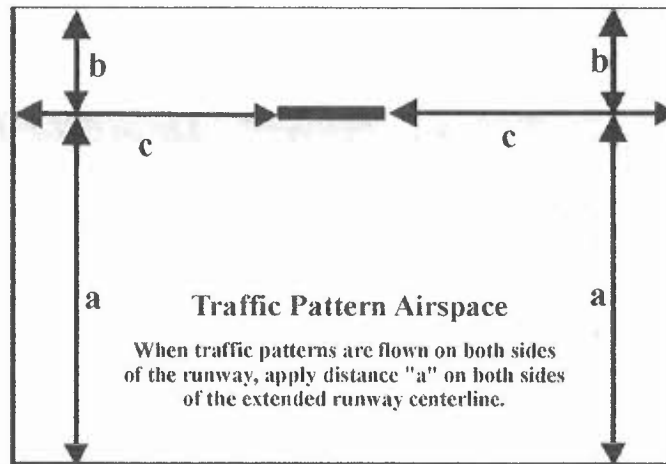 b
b
c
c
a
a
Traffic Pattern Airspace
When traffic patterns are flown on both sides
of the runway, apply distance "a" on both sides
of the extended runway centerline.